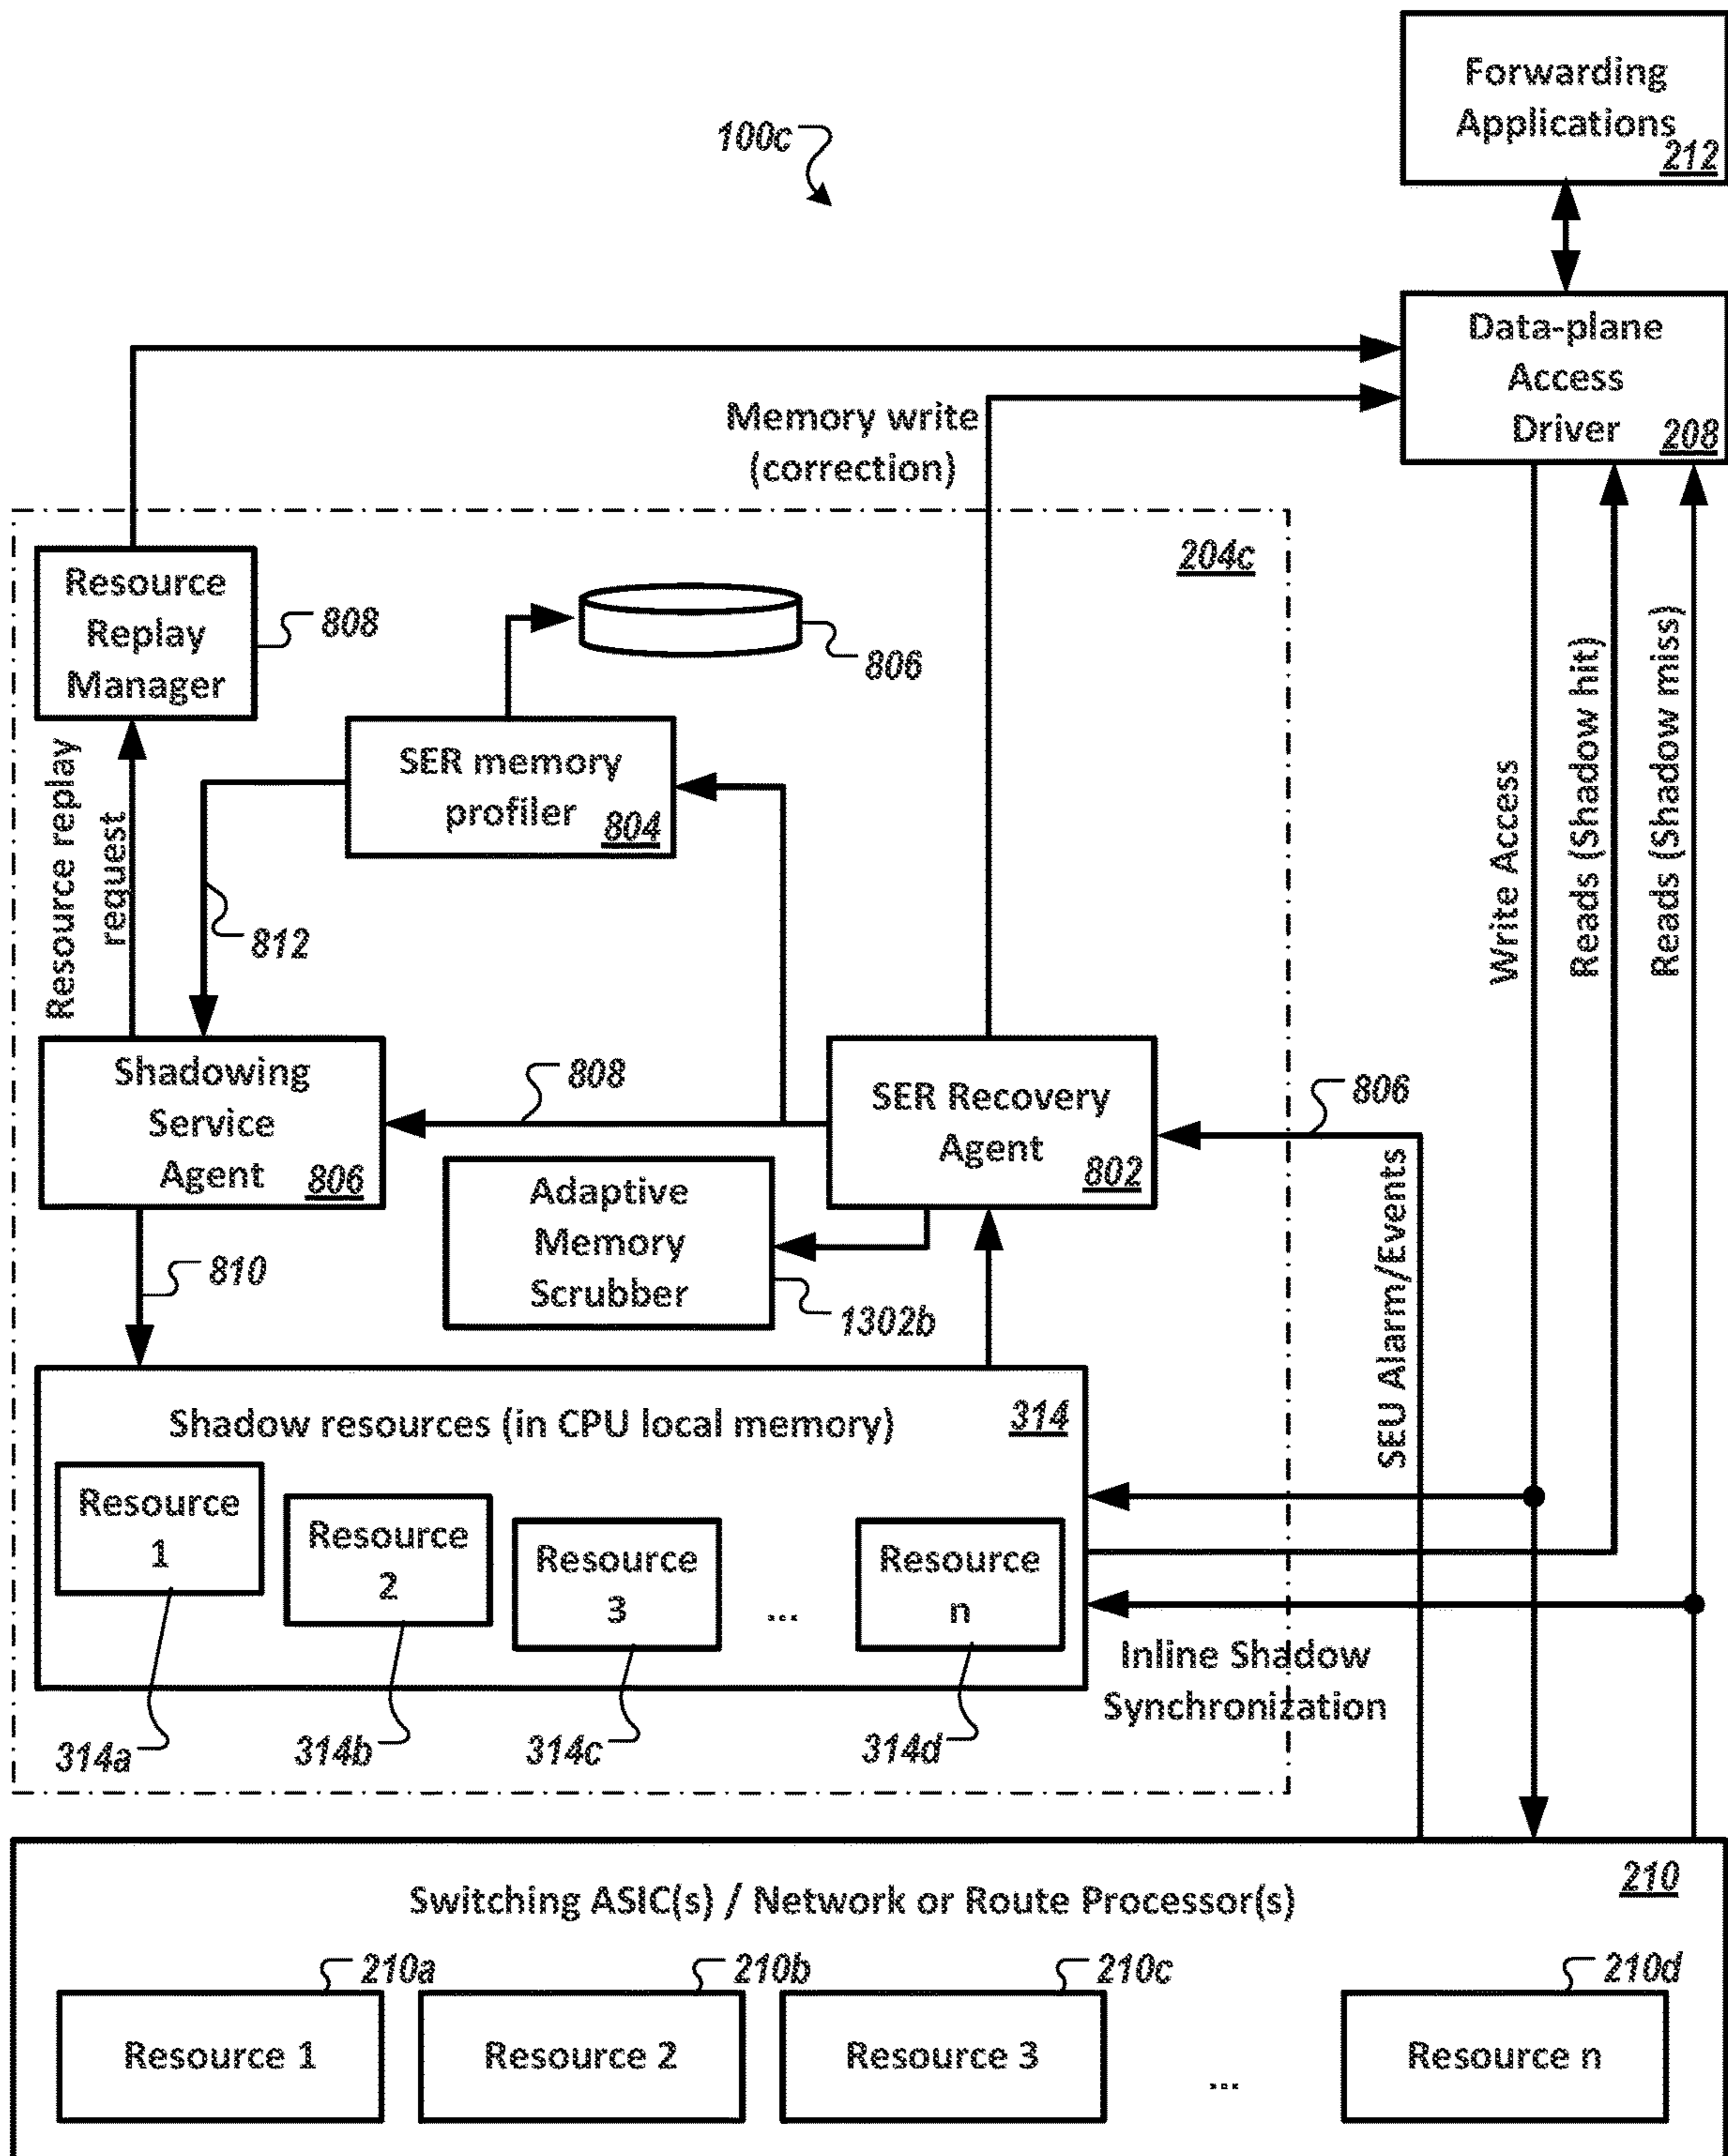 Forwarding
Applications
212
100c
Data-plane
Access
Driver
208
Memory write
(correction)
204c
Resource
Replay
Manager
808
806
SER memory
profiler
804
Resource replay
request
812
Write Access
Reads (Shadow hit)
Reads (Shadow miss)
Shadowing
Service
Agent
806
808
SER Recovery
Agent
802
806
Adaptive
Memory
Scrubber
1302b
810
SEU Alarm/Events
Shadow resources (in CPU local memory)
314
Resource
1
Resource
2
Resource
3
...
Resource
n
Inline Shadow
Synchronization
314a
314b
314c
314d
210
Switching ASIC(s) / Network or Route Processor(s)
210a
210b
210c
210d
Resource 1
Resource 2
Resource 3
...
Resource n